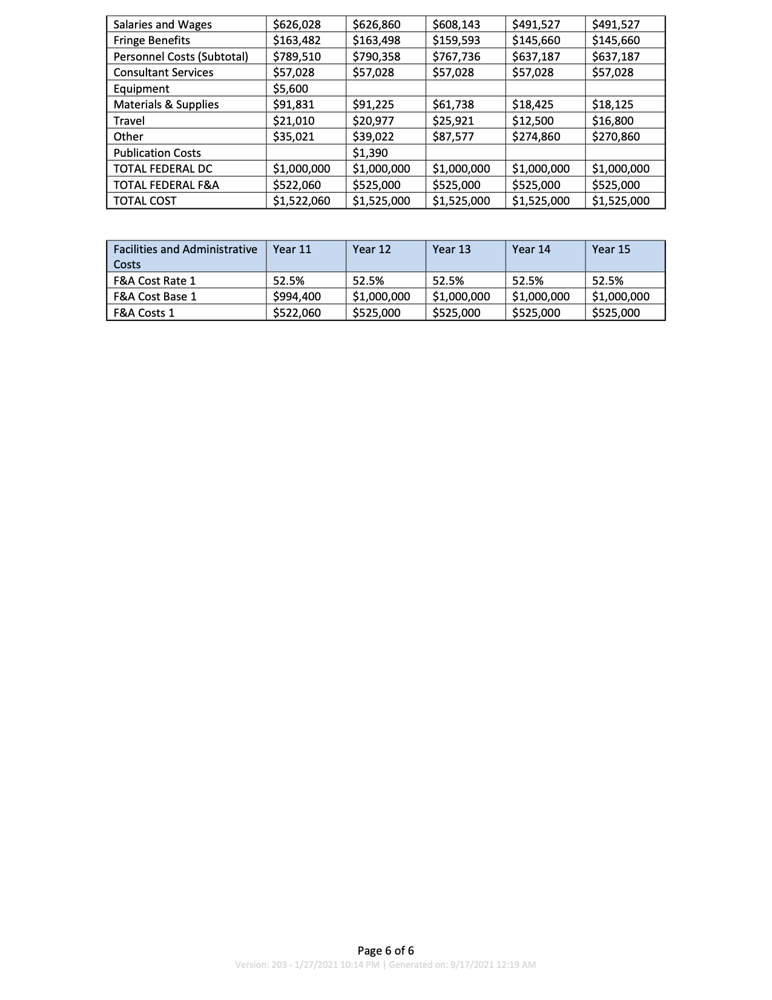 Salaries and Wages $626,028 $626,860 $608,143 $491,527 $491,527
Fringe Benefits $163,482 $163,498 $159,593 $145,660 $145,660
Personnel Costs (Subtotal) $789,510 $790,358 $767,736 $637,187 $637,187
Consultant Services $57,028 $57,028 $57,028 $57,028 $57,028
Equipment $5,600
Materials & Supplies $91,831 $91,225 $61,738 $18,425 $18,125
Travel $21,010 $20,977 $25,921 $12,500 $16,800
Other $35,021 $39,022 $87,577 $274,860 $270,860
Publication Costs $1,390
TOTAL FEDERAL DC $1,000,000 $1,000,000 $1,000,000 $1,000,000 $1,000,000
TOTAL FEDERAL F&A $522,060 $525,000 $525,000 $525,000 $525,000
TOTAL COST $1,522,060 $1,525,000 $1,525,000 $1,525,000 $1,525,000
Facilities and Administrative Year 11 Year 12 Year 13 Year 14 Year 15
Costs
F&A Cost Rate 1 52.5% 52.5% 52.5% 52.5% 52.5%
F&A Cost Base 1 $994,400 $1,000,000 $1,000,000 $1,000,000 $1,000,000
F&A Costs 1 $522,060 $525,000 $525,000 $525,000 $525,000
Page 6 of 6
Version: 203 - 1/27/2021 10:14 PM | Generated on: 9/17/2021 12:19 AM